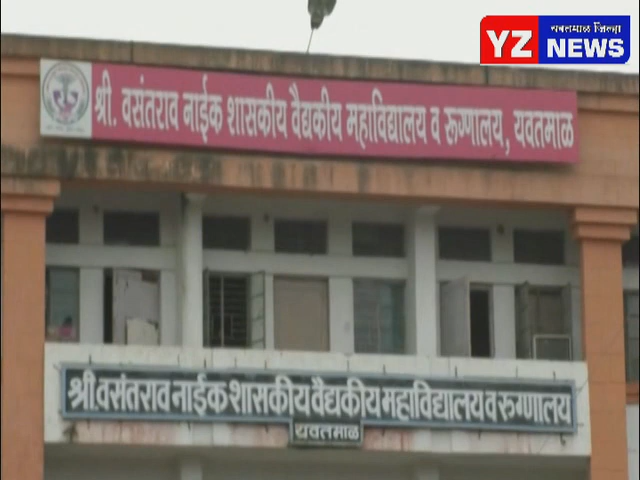 यवतमाळ जिल्हा
YZ NEWS
श्री. वसंतराव नाईक शासकीय वैद्यकीय महाविद्यालय व रूग्णालय, यवतमाळ
श्री.वसंतराव नाईक शासकीय वैद्यकीय महाविद्यालय व रुग्णालय
यवतमाळ